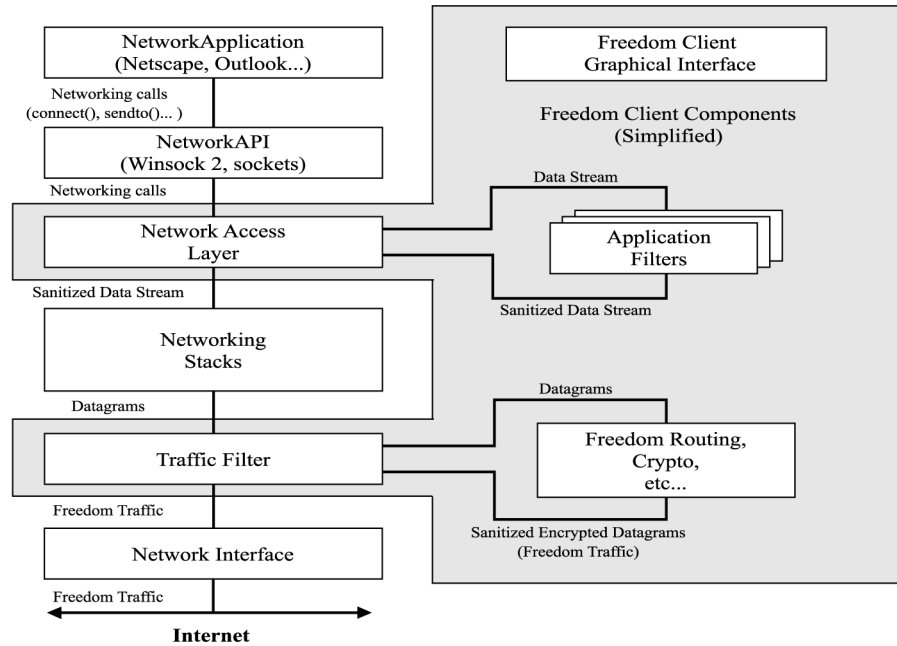 NetworkApplication
(Netscape, Outlook...)
Networking calls
(connect(), sendto()... )
NetworkAPI
(Winsock 2, sockets)
Networking calls
Network Access
Layer
Sanitized Data Stream
Networking
Stacks
Datagrams
Traffic Filter
Freedom Traffic
Network Interface
Freedom Traffic
Internet
Freedom Client
Graphical Interface
Freedom Client Components
(Simplified)
Data Stream
Application
Filters
Sanitized Data Stream
Datagrams
Freedom Routing,
Crypto,
etc...
Sanitized Encrypted Datagrams
(Freedom Traffic)